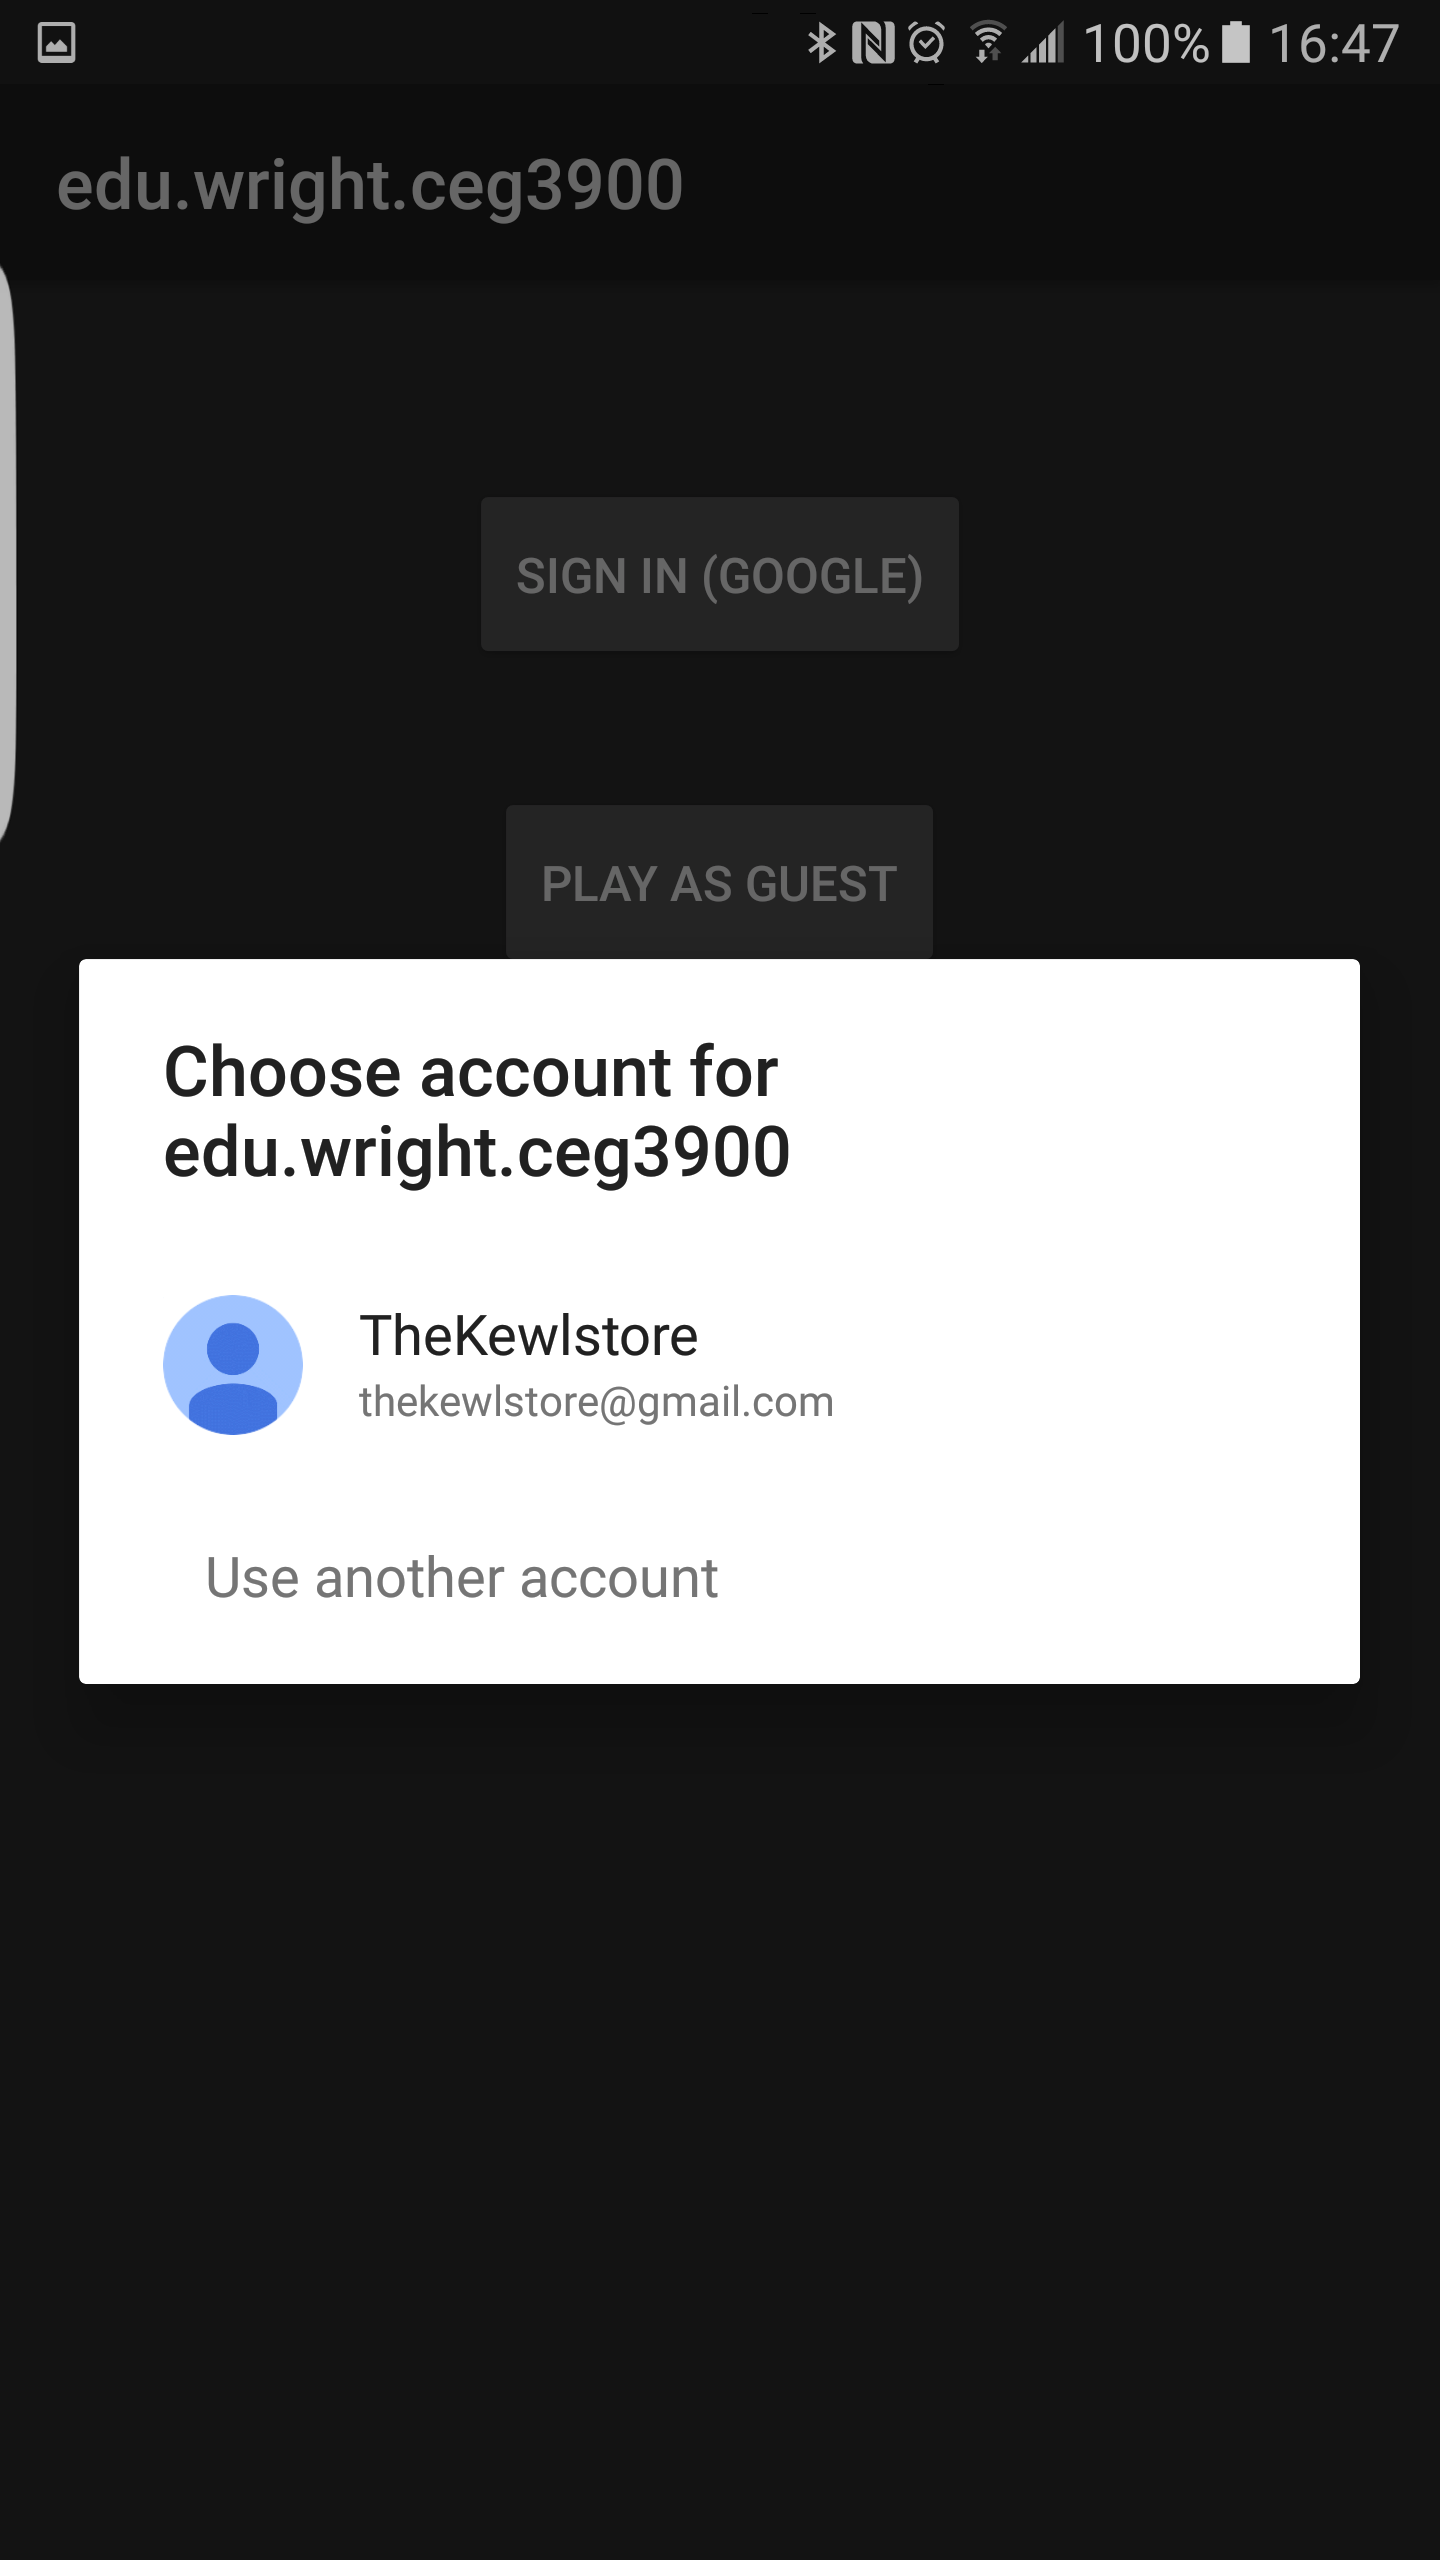 100% 16:47
edu.wright.ceg3900
SIGN IN (GOOGLE)
PLAY AS GUEST
Choose account for
edu.wright.ceg3900
TheKewlstore
thekewlstore@gmail.com
Use another account